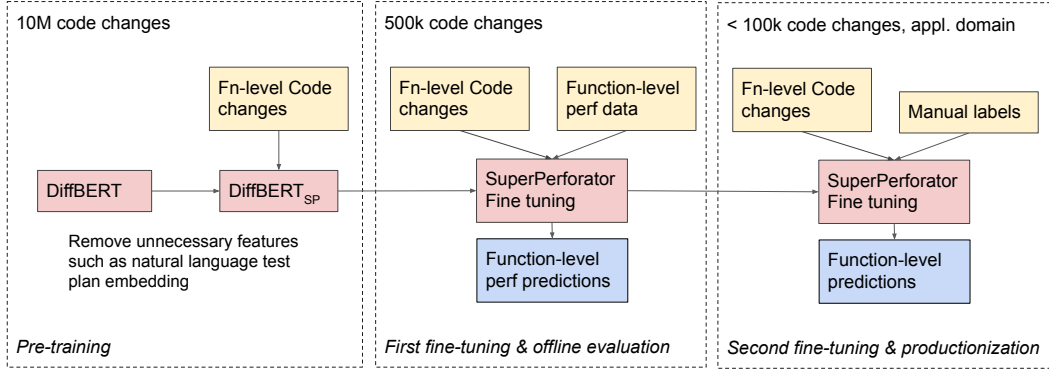 10M code changes
Fn-level Code
changes
DiffBERT
DiffBERTSP
Remove unnecessary features
such as natural language test
plan embedding
Pre-training
500k code changes
Fn-level Code
changes
Function-level
perf data
SuperPerforator
Fine tuning
Function-level
perf predictions
First fine-tuning & offline evaluation
< 100k code changes, appl. domain
Fn-level Code
changes
Manual labels
SuperPerforator
Fine tuning
Function-level
predictions
Second fine-tuning & productionization